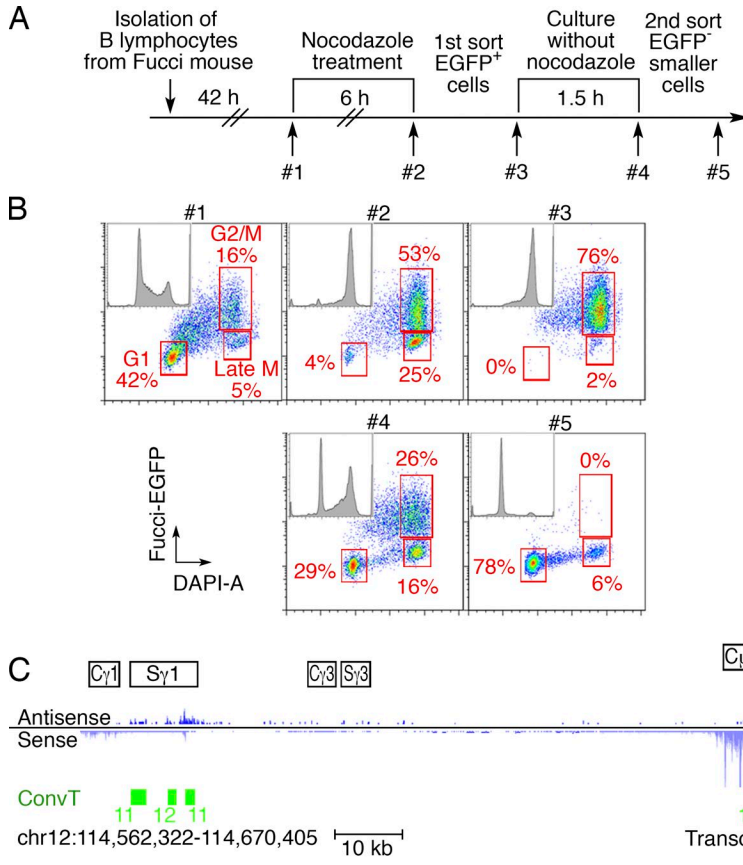 A
Isolation of
B lymphocytes
from Fucci mouse
Nocodazole
treatment
1st sort
EGFP+
cells
Culture
without
nocodazole
2nd sort
EGFP-
smaller
cells
42 h
6 h
1.5 h
#1
#2
#3
#4
#5
B
#1
G2/M
16%
G1
42%
Late M
5%
#2
53%
4%
25%
#3
76%
0%
2%
Fucci-EGFP
DAPI-A
#4
26%
29%
16%
#5
0%
78%
6%
C
Cγ1
Sγ1
Cγ3
Sγ3
Cμ
Antisense
Sense
ConvT
11
12
11
chr12:114,562,322-114,670,405
10 kb